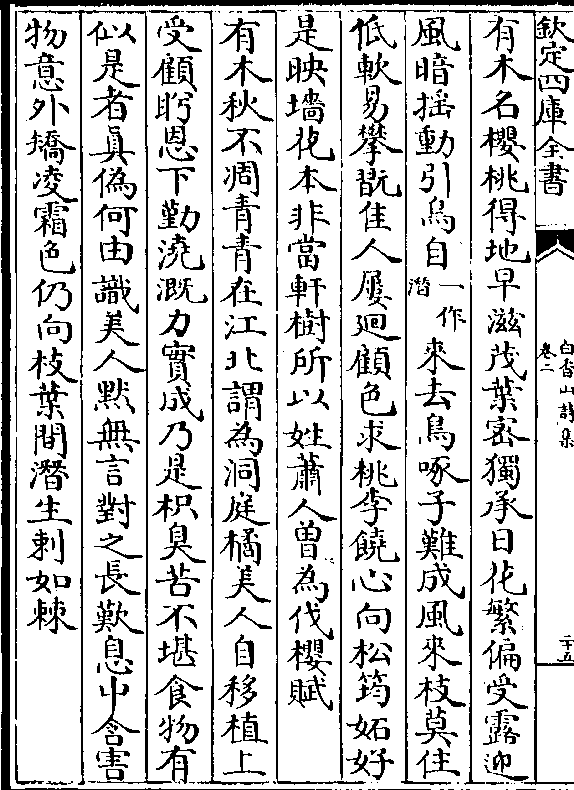 欽定四庫全書
白香山詩集
卷二
二十五
有木名櫻桃得地早滋茂葉密獨承日花繁偏受露迎
風暗揺動引鳥自一作潛來去鳥啄子難成風來枝莫住
低軟易攀翫佳人屢廻顧色求桃李饒心向松筠妬好
是映墻花本非當軒樹所以姓蕭人曽為伐櫻賦
有木秋不凋青青在江北謂為洞庭橘美人自移植上
受顧眄恩下勤澆溉力實成乃是枳臭苦不堪食物有
似是者真偽何由識美人黙無言對之長歎息中含害
物意外矯凌霜色仍向枝葉間潛生刺如棘